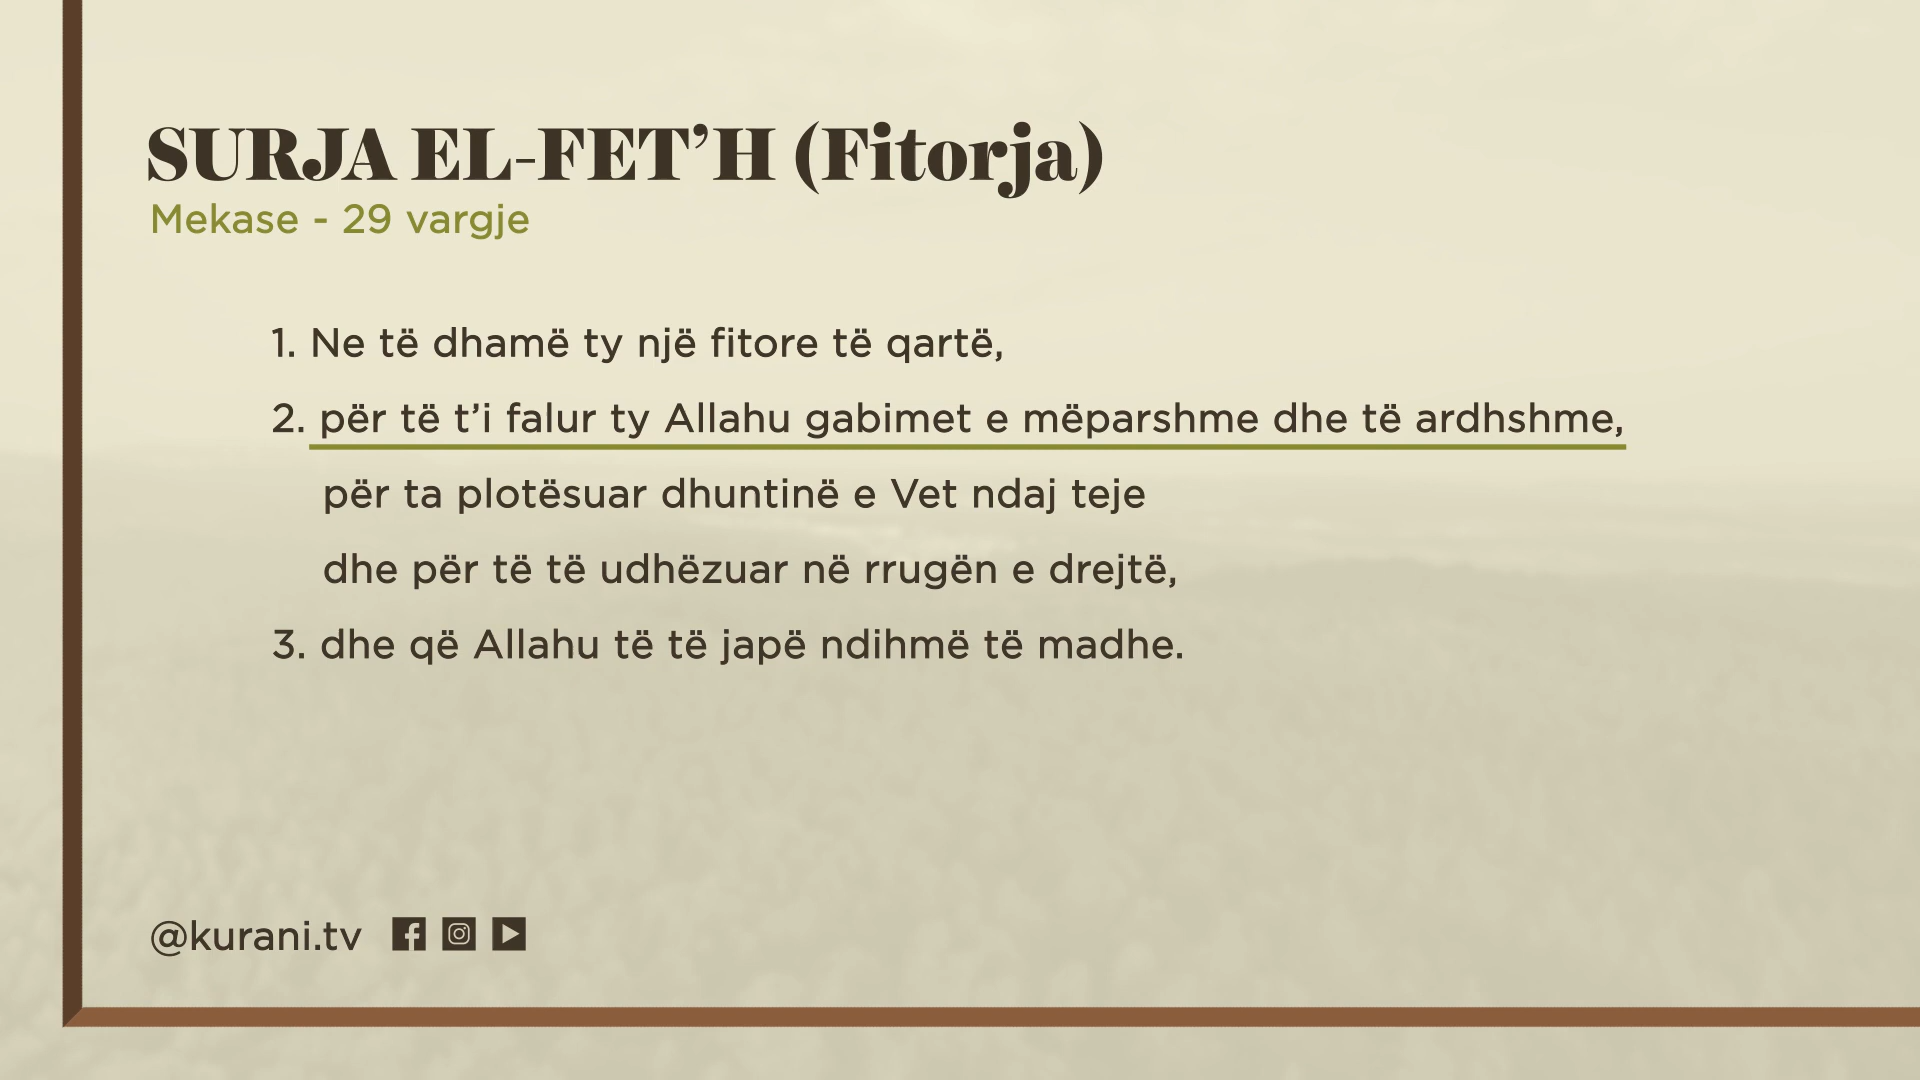 SURJA EL-FET’H (Fitorja)
Mekase - 29 vargje
1. Ne të dhamë ty një fitore të qartë,
2. për të t’i falur ty Allahu gabimet e mëparshme dhe të ardhshme,
për ta plotësuar dhuntinë e Vet ndaj teje
dhe për të të udhëzuar në rrugën e drejtë,
3. dhe që Allahu të të japë ndihmë të madhe.
@kurani.tv